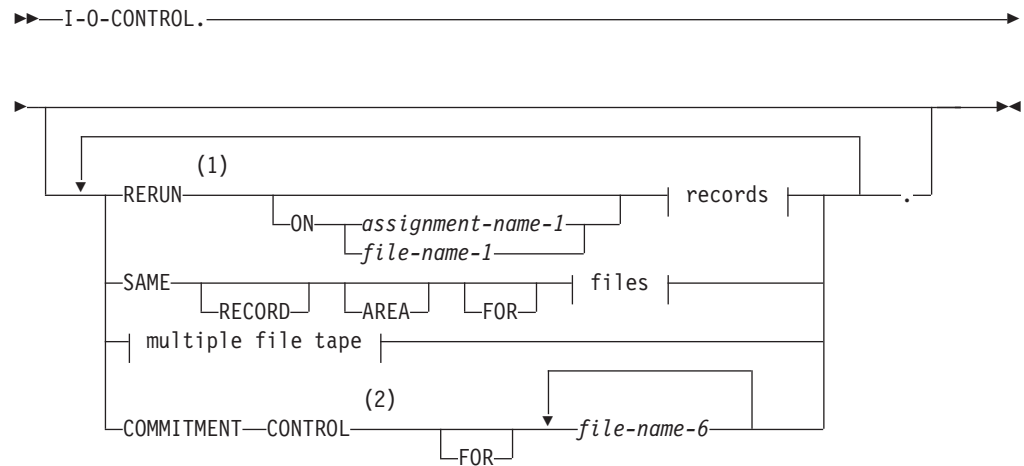 I-O-CONTROL.
(1)
RERUN records
ON assignment-name-1 .
file-name-1
SAME files
RECORD AREA FOR
multiple file tape
(2)
COMMITMENT CONTROL file-name-6
FOR